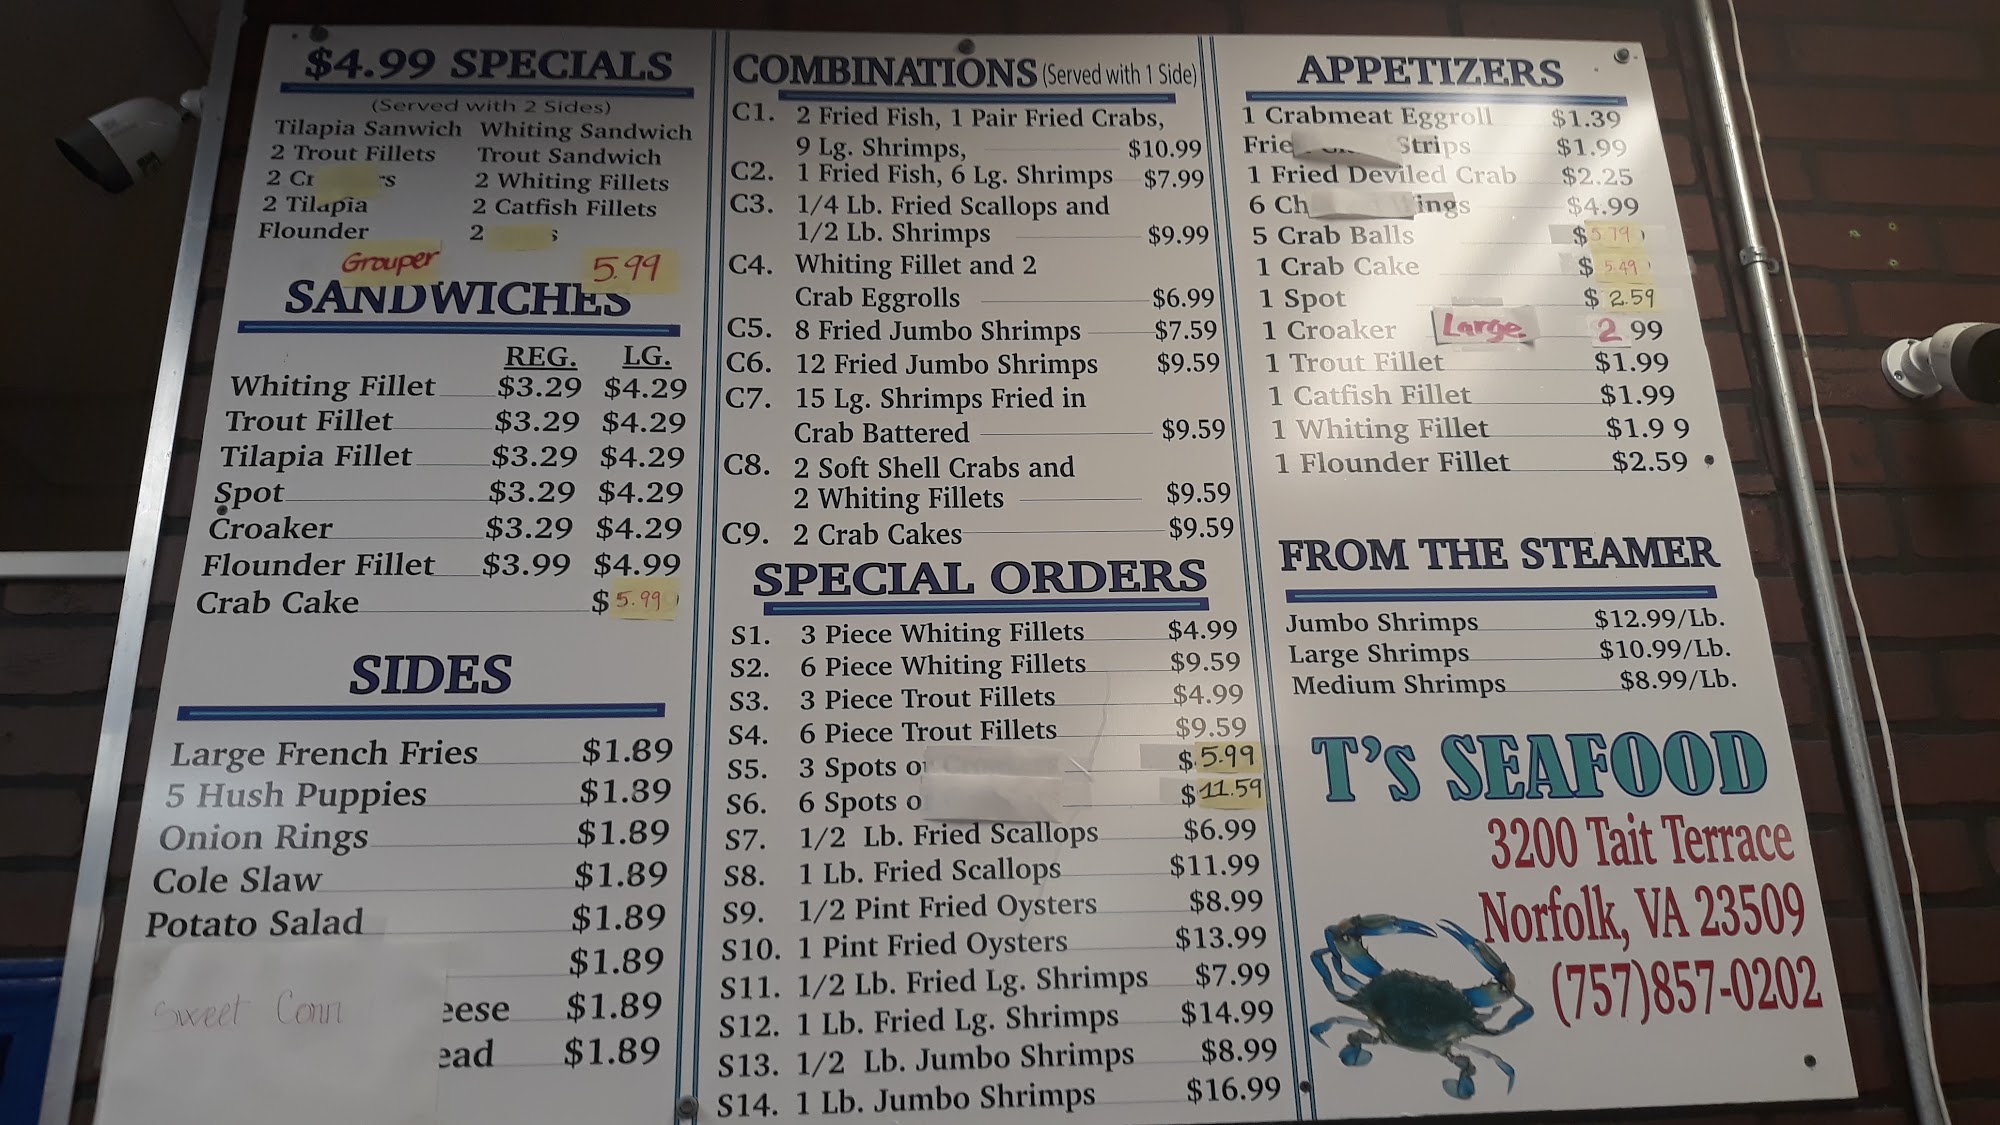 $4.99 SPECIALS
(Served with 2 Sides)
Tilapia Sanwich Whiting Sandwich
2 Trout Fillets Trout Sandwich
2 Cr s 2 Whiting Fillets
2 Tilapia 2 Catfish Fillets
Flounder 2 s
Grouper 5.99
SANDWICHES
REG. LG.
Whiting Fillet $3.29 $4.29
Trout Fillet $3.29 $4.29
Tilapia Fillet $3.29 $4.29
Spot $3.29 $4.29
Croaker $3.29 $4.29
Flounder Fillet $3.99 $4.99
Crab Cake $5.99
SIDES
Large French Fries $1.89
5 Hush Puppies $1.89
Onion Rings $1.89
Cole Slaw $1.89
Potato Salad $1.89
$1.89
Sweet Corn eese $1.89
ead $1.89
COMBINATIONS (Served with 1 Side)
C1. 2 Fried Fish, 1 Pair Fried Crabs,
9 Lg. Shrimps, $10.99
C2. 1 Fried Fish, 6 Lg. Shrimps $7.99
C3. 1/4 Lb. Fried Scallops and
1/2 Lb. Shrimps $9.99
C4. Whiting Fillet and 2
Crab Eggrolls $6.99
C5. 8 Fried Jumbo Shrimps $7.59
C6. 12 Fried Jumbo Shrimps $9.59
C7. 15 Lg. Shrimps Fried in
Crab Battered $9.59
C8. 2 Soft Shell Crabs and
2 Whiting Fillets $9.59
C9. 2 Crab Cakes $9.59
SPECIAL ORDERS
S1. 3 Piece Whiting Fillets $4.99
S2. 6 Piece Whiting Fillets $9.59
S3. 3 Piece Trout Fillets $4.99
S4. 6 Piece Trout Fillets $9.59
S5. 3 Spots or $5.99
S6. 6 Spots o $11.59
S7. 1/2 Lb. Fried Scallops $6.99
S8. 1 Lb. Fried Scallops $11.99
S9. 1/2 Pint Fried Oysters $8.99
S10. 1 Pint Fried Oysters $13.99
S11. 1/2 Lb. Fried Lg. Shrimps $7.99
S12. 1 Lb. Fried Lg. Shrimps $14.99
S13. 1/2 Lb. Jumbo Shrimps $8.99
S14. 1 Lb. Jumbo Shrimps $16.99
APPETIZERS
1 Crabmeat Eggroll $1.39
Frie Strips $1.99
1 Fried Deviled Crab $2.25
6 Ch ings $4.99
5 Crab Balls $5.79
1 Crab Cake $5.49
1 Spot $2.59
1 Croaker Large 2.99
1 Trout Fillet $1.99
1 Catfish Fillet $1.99
1 Whiting Fillet $1.9 9
1 Flounder Fillet $2.59
FROM THE STEAMER
Jumbo Shrimps $12.99/Lb.
Large Shrimps $10.99/Lb.
Medium Shrimps $8.99/Lb.
T's SEAFOOD
3200 Tait Terrace
Norfolk, VA 23509
(757)857-0202